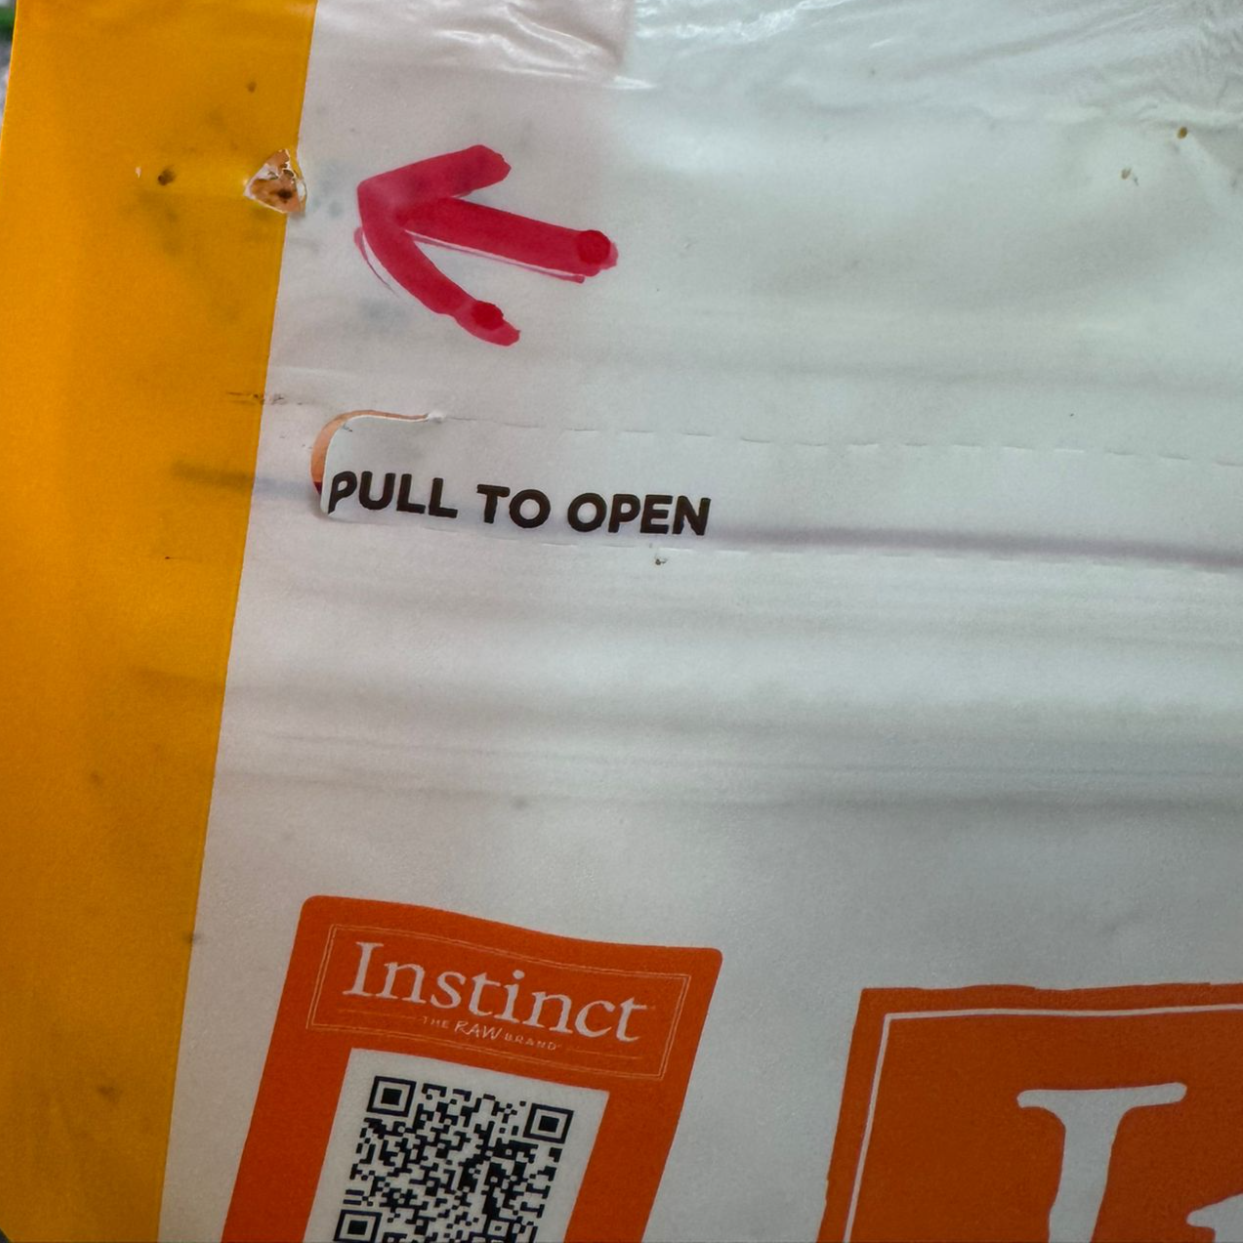 PULL TO OPEN
Instinct
THE RAW BRAND
I